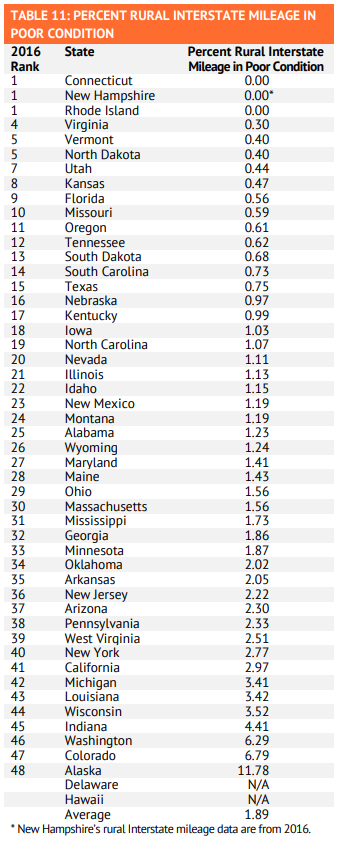 TABLE 11: PERCENT RURAL INTERSTATE MILEAGE IN
POOR CONDITION
2016 State Percent Rural Interstate
Rank Mileage in Poor Condition
1 Connecticut 0.00
1 New Hampshire 0.00*
1 Rhode Island 0.00
4 Virginia 0.30
5 Vermont 0.40
5 North Dakota 0.40
7 Utah 0.44
8 Kansas 0.47
9 Florida 0.56
10 Missouri 0.59
11 Oregon 0.61
12 Tennessee 0.62
13 South Dakota 0.68
14 South Carolina 0.73
15 Texas 0.75
16 Nebraska 0.97
17 Kentucky 0.99
18 Iowa 1.03
19 North Carolina 1.07
20 Nevada 1.11
21 Illinois 1.13
22 Idaho 1.15
23 New Mexico 1.19
24 Montana 1.19
25 Alabama 1.23
26 Wyoming 1.24
27 Maryland 1.41
28 Maine 1.43
29 Ohio 1.56
30 Massachusetts 1.56
31 Mississippi 1.73
32 Georgia 1.86
33 Minnesota 1.87
34 Oklahoma 2.02
35 Arkansas 2.05
36 New Jersey 2.22
37 Arizona 2.30
38 Pennsylvania 2.33
39 West Virginia 2.51
40 New York 2.77
41 California 2.97
42 Michigan 3.41
43 Louisiana 3.42
44 Wisconsin 3.52
45 Indiana 4.41
46 Washington 6.29
47 Colorado 6.79
48 Alaska 11.78
Delaware N/A
Hawaii N/A
Average 1.89
* New Hampshire's rural Interstate mileage data are from 2016.